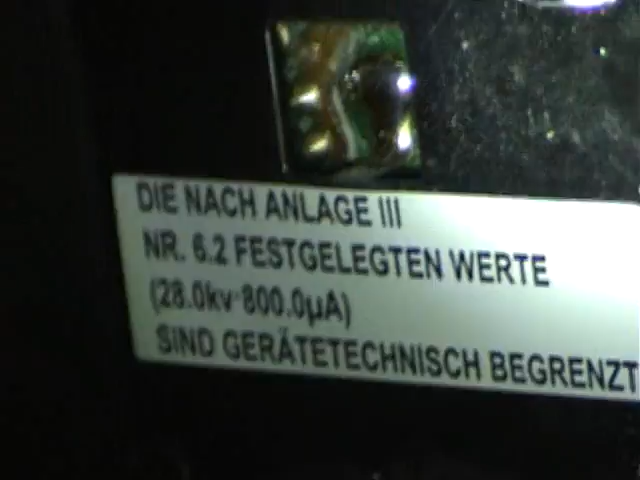 DIE NACH ANLAGE III
NR. 6.2 FESTGELEGTEN WERTE
(28.0kv-800.0µA)
SIND GERÄTETECHNISCH BEGRENZT